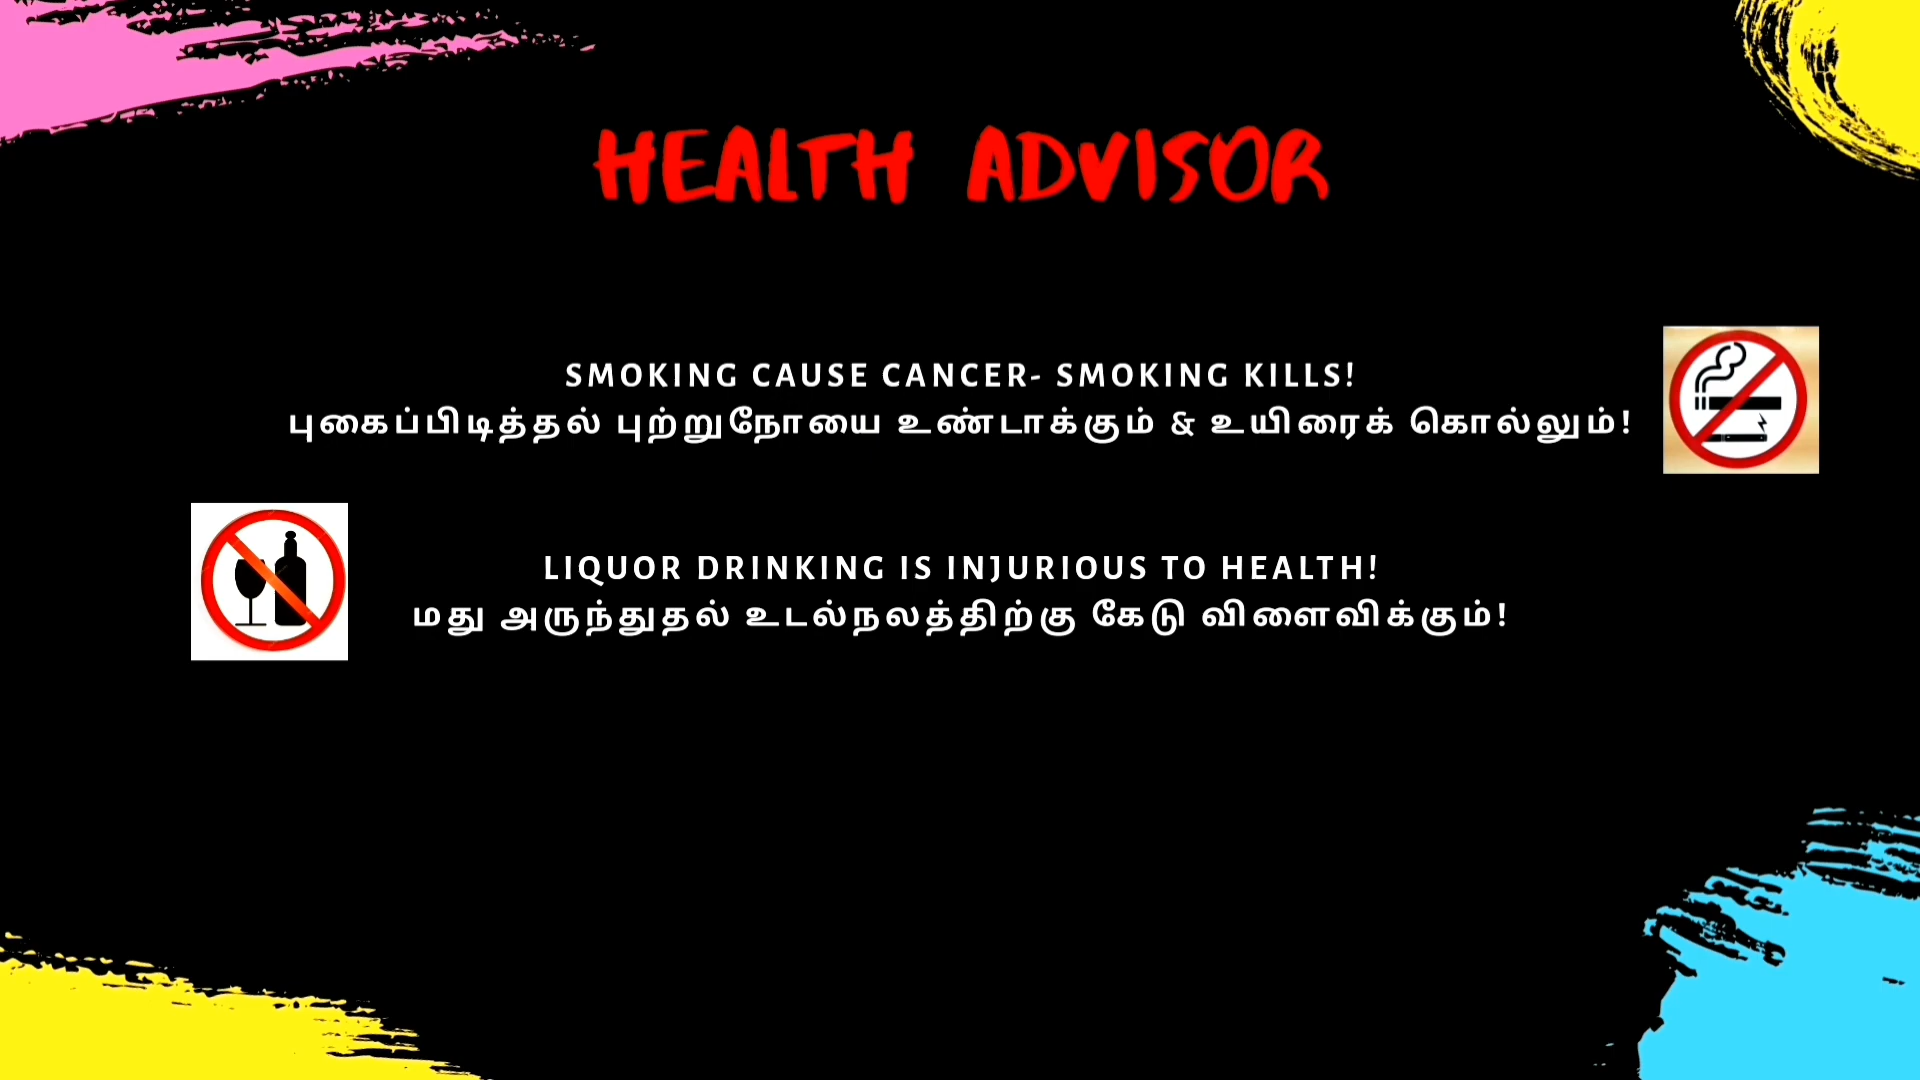 HEALTH ADVISOR
SMOKING CAUSE CANCER- SMOKING KILLS!
புகைப்பிடித்தல் புற்றுநோயை உண்டாக்கும் & உயிரைக் கொல்லும்!
LIQUOR DRINKING IS INJURIOUS TO HEALTH!
மது அருந்துதல் உடல்நலத்திற்கு கேடு விளைவிக்கும்!